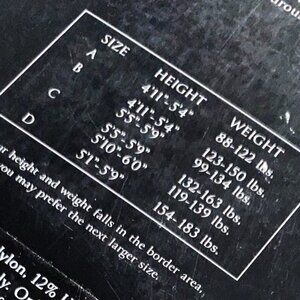 SIZE HEIGHT WEIGHT
A 4'11"-5'4" 88-122 lbs.
B 4'11"-5'4" 123-150 lbs.
5'5"-5'9" 99-134 lbs.
C 5'5"-5'9" 132-163 lbs.
5'10"-6'0" 119-139 lbs.
D 5'1"-5'9" 154-183 lbs.
height and weight falls in the border area,
you may prefer the next larger size.
12%